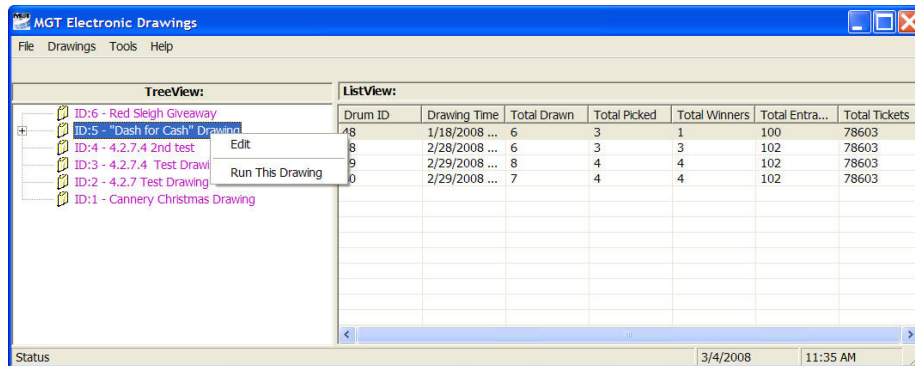 MGT Electronic Drawings
File Drawings Tools Help
TreeView:
ID:6 - Red Sleigh Giveaway
ID:5 - "Dash for Cash" Drawing
ID:4 - 4.2.7.4 2nd test
ID:3 - 4.2.7.4 Test Drawi
ID:2 - 4.2.7 Test Drawing
ID:1 - Cannery Christmas Drawing
Edit
Run This Drawing
ListView:
Drum ID Drawing Time Total Drawn Total Picked Total Winners Total Entra... Total Tickets
48 1/18/2008 ... 6 3 1 100 78603
8 2/28/2008 ... 6 3 3 102 78603
9 2/29/2008 ... 8 4 4 102 78603
0 2/29/2008 ... 7 4 4 102 78603
Status 3/4/2008 11:35 AM